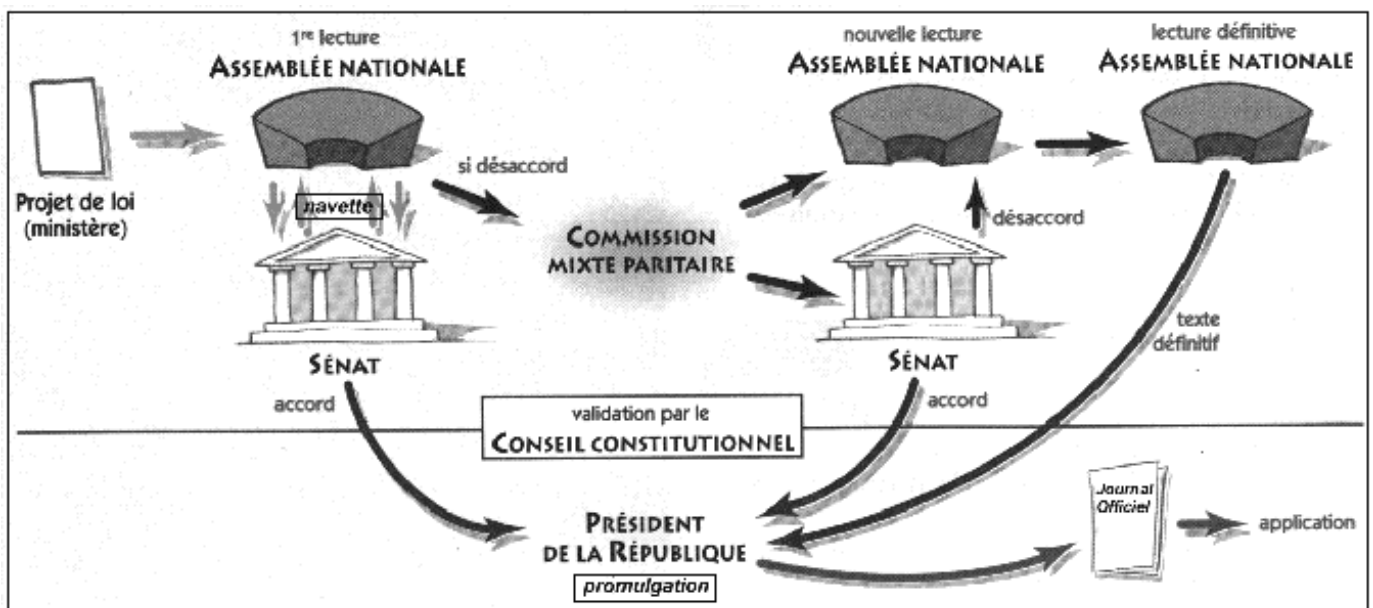 1re lecture
ASSEMBLÉE NATIONALE
nouvelle lecture
ASSEMBLÉE NATIONALE
lecture définitive
ASSEMBLÉE NATIONALE
Projet de loi
(ministère)
navette
si désaccord
COMMISSION
MIXTE PARITAIRE
désaccord
SÉNAT
SÉNAT
texte
définitif
accord
accord
validation par le
CONSEIL CONSTITUTIONNEL
PRÉSIDENT
DE LA RÉPUBLIQUE
promulgation
Journal
Officiel
application